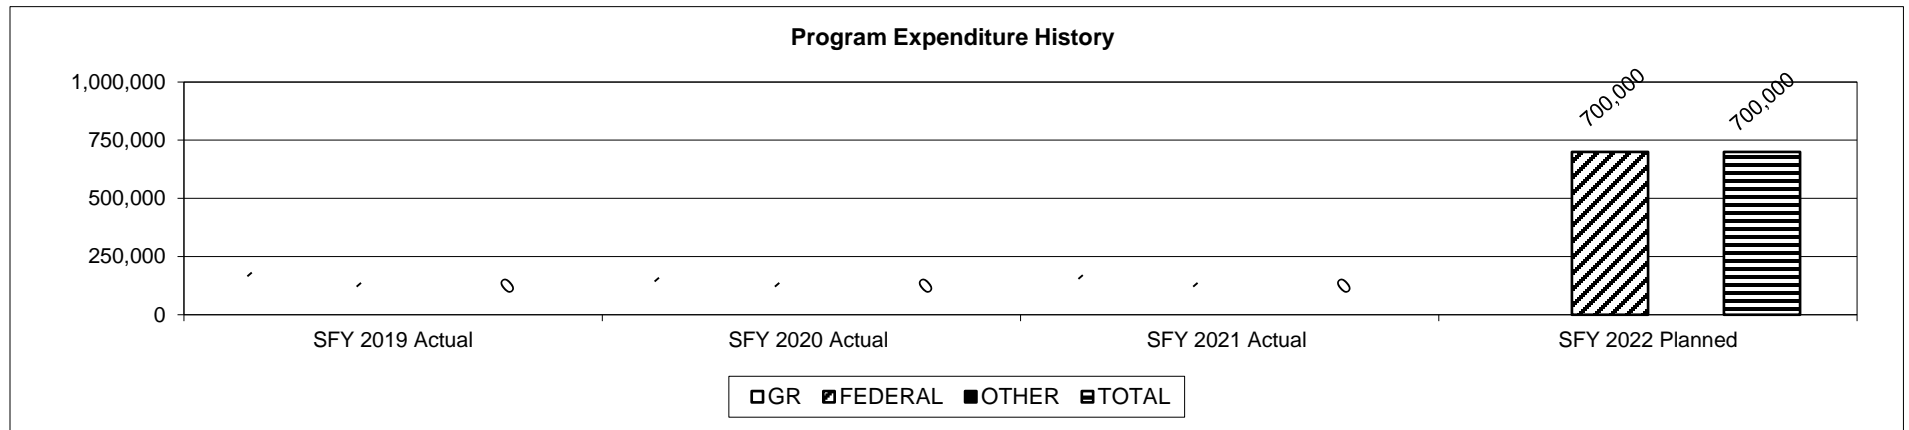 Program Expenditure History
1,000,000
750,000
500,000
250,000
0
700,000
700,000
- - 0
- - 0
- - 0
SFY 2019 Actual
SFY 2020 Actual
SFY 2021 Actual
SFY 2022 Planned
GR FEDERAL OTHER TOTAL